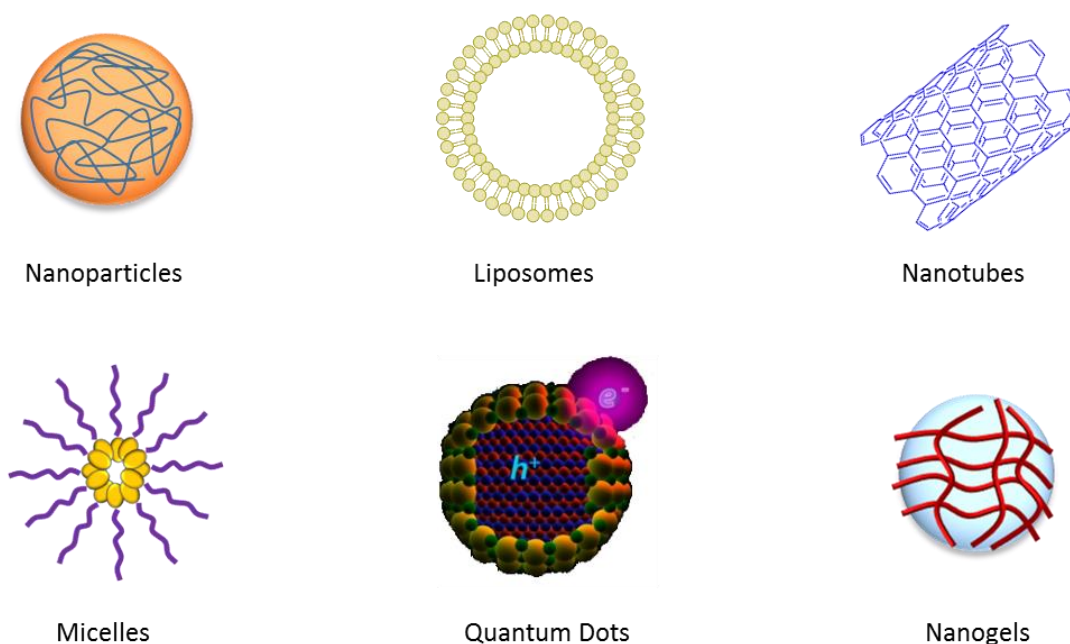 Nanoparticles
Liposomes
Nanotubes
e-
h+
Micelles
Quantum Dots
Nanogels